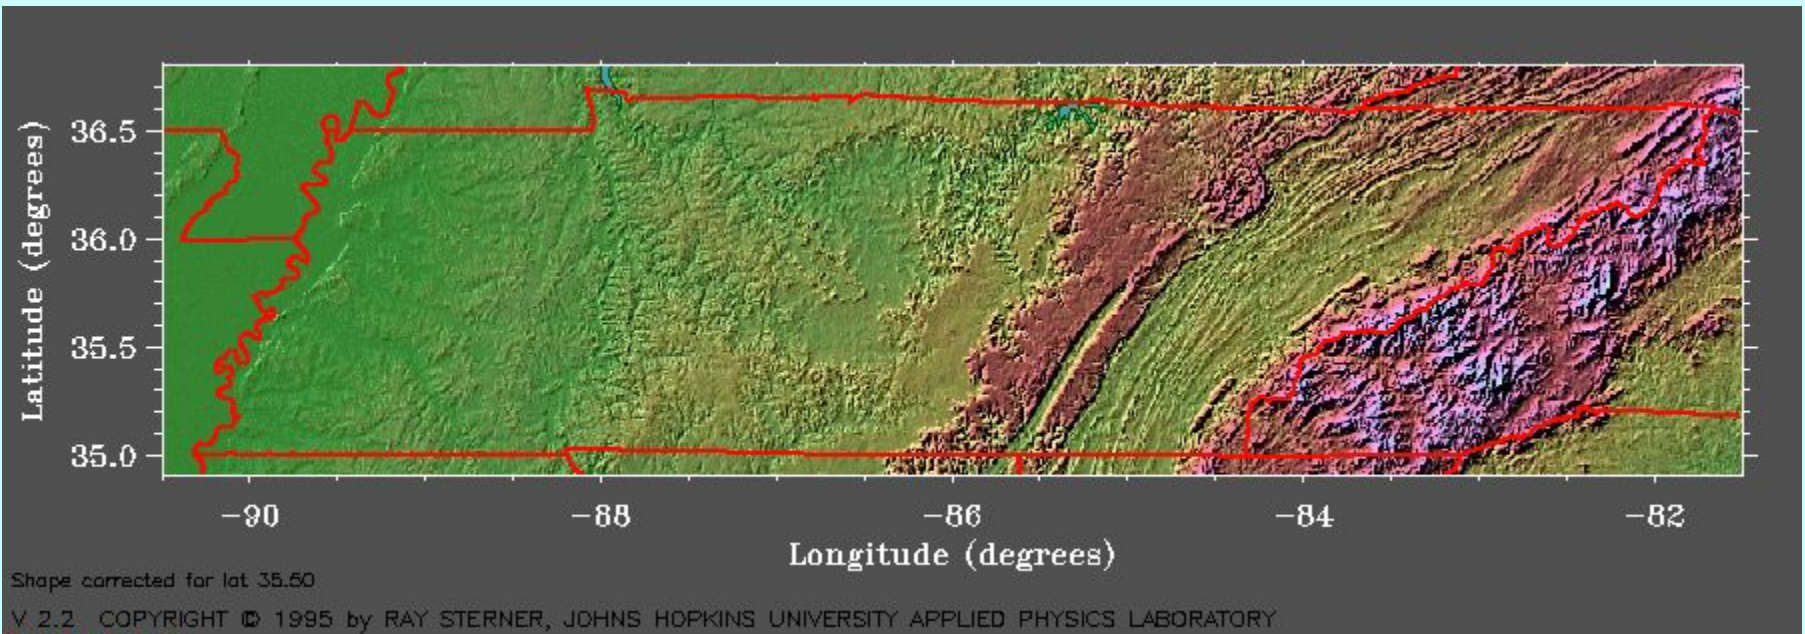 Latitude (degrees)
36.5
36.0
35.5
35.0
−90 −88 −86 −84 −82
Longitude (degrees)
Shape corrected for lat 35.50
V 2.2 COPYRIGHT © 1995 by RAY STERNER, JOHNS HOPKINS UNIVERSITY APPLIED PHYSICS LABORATORY